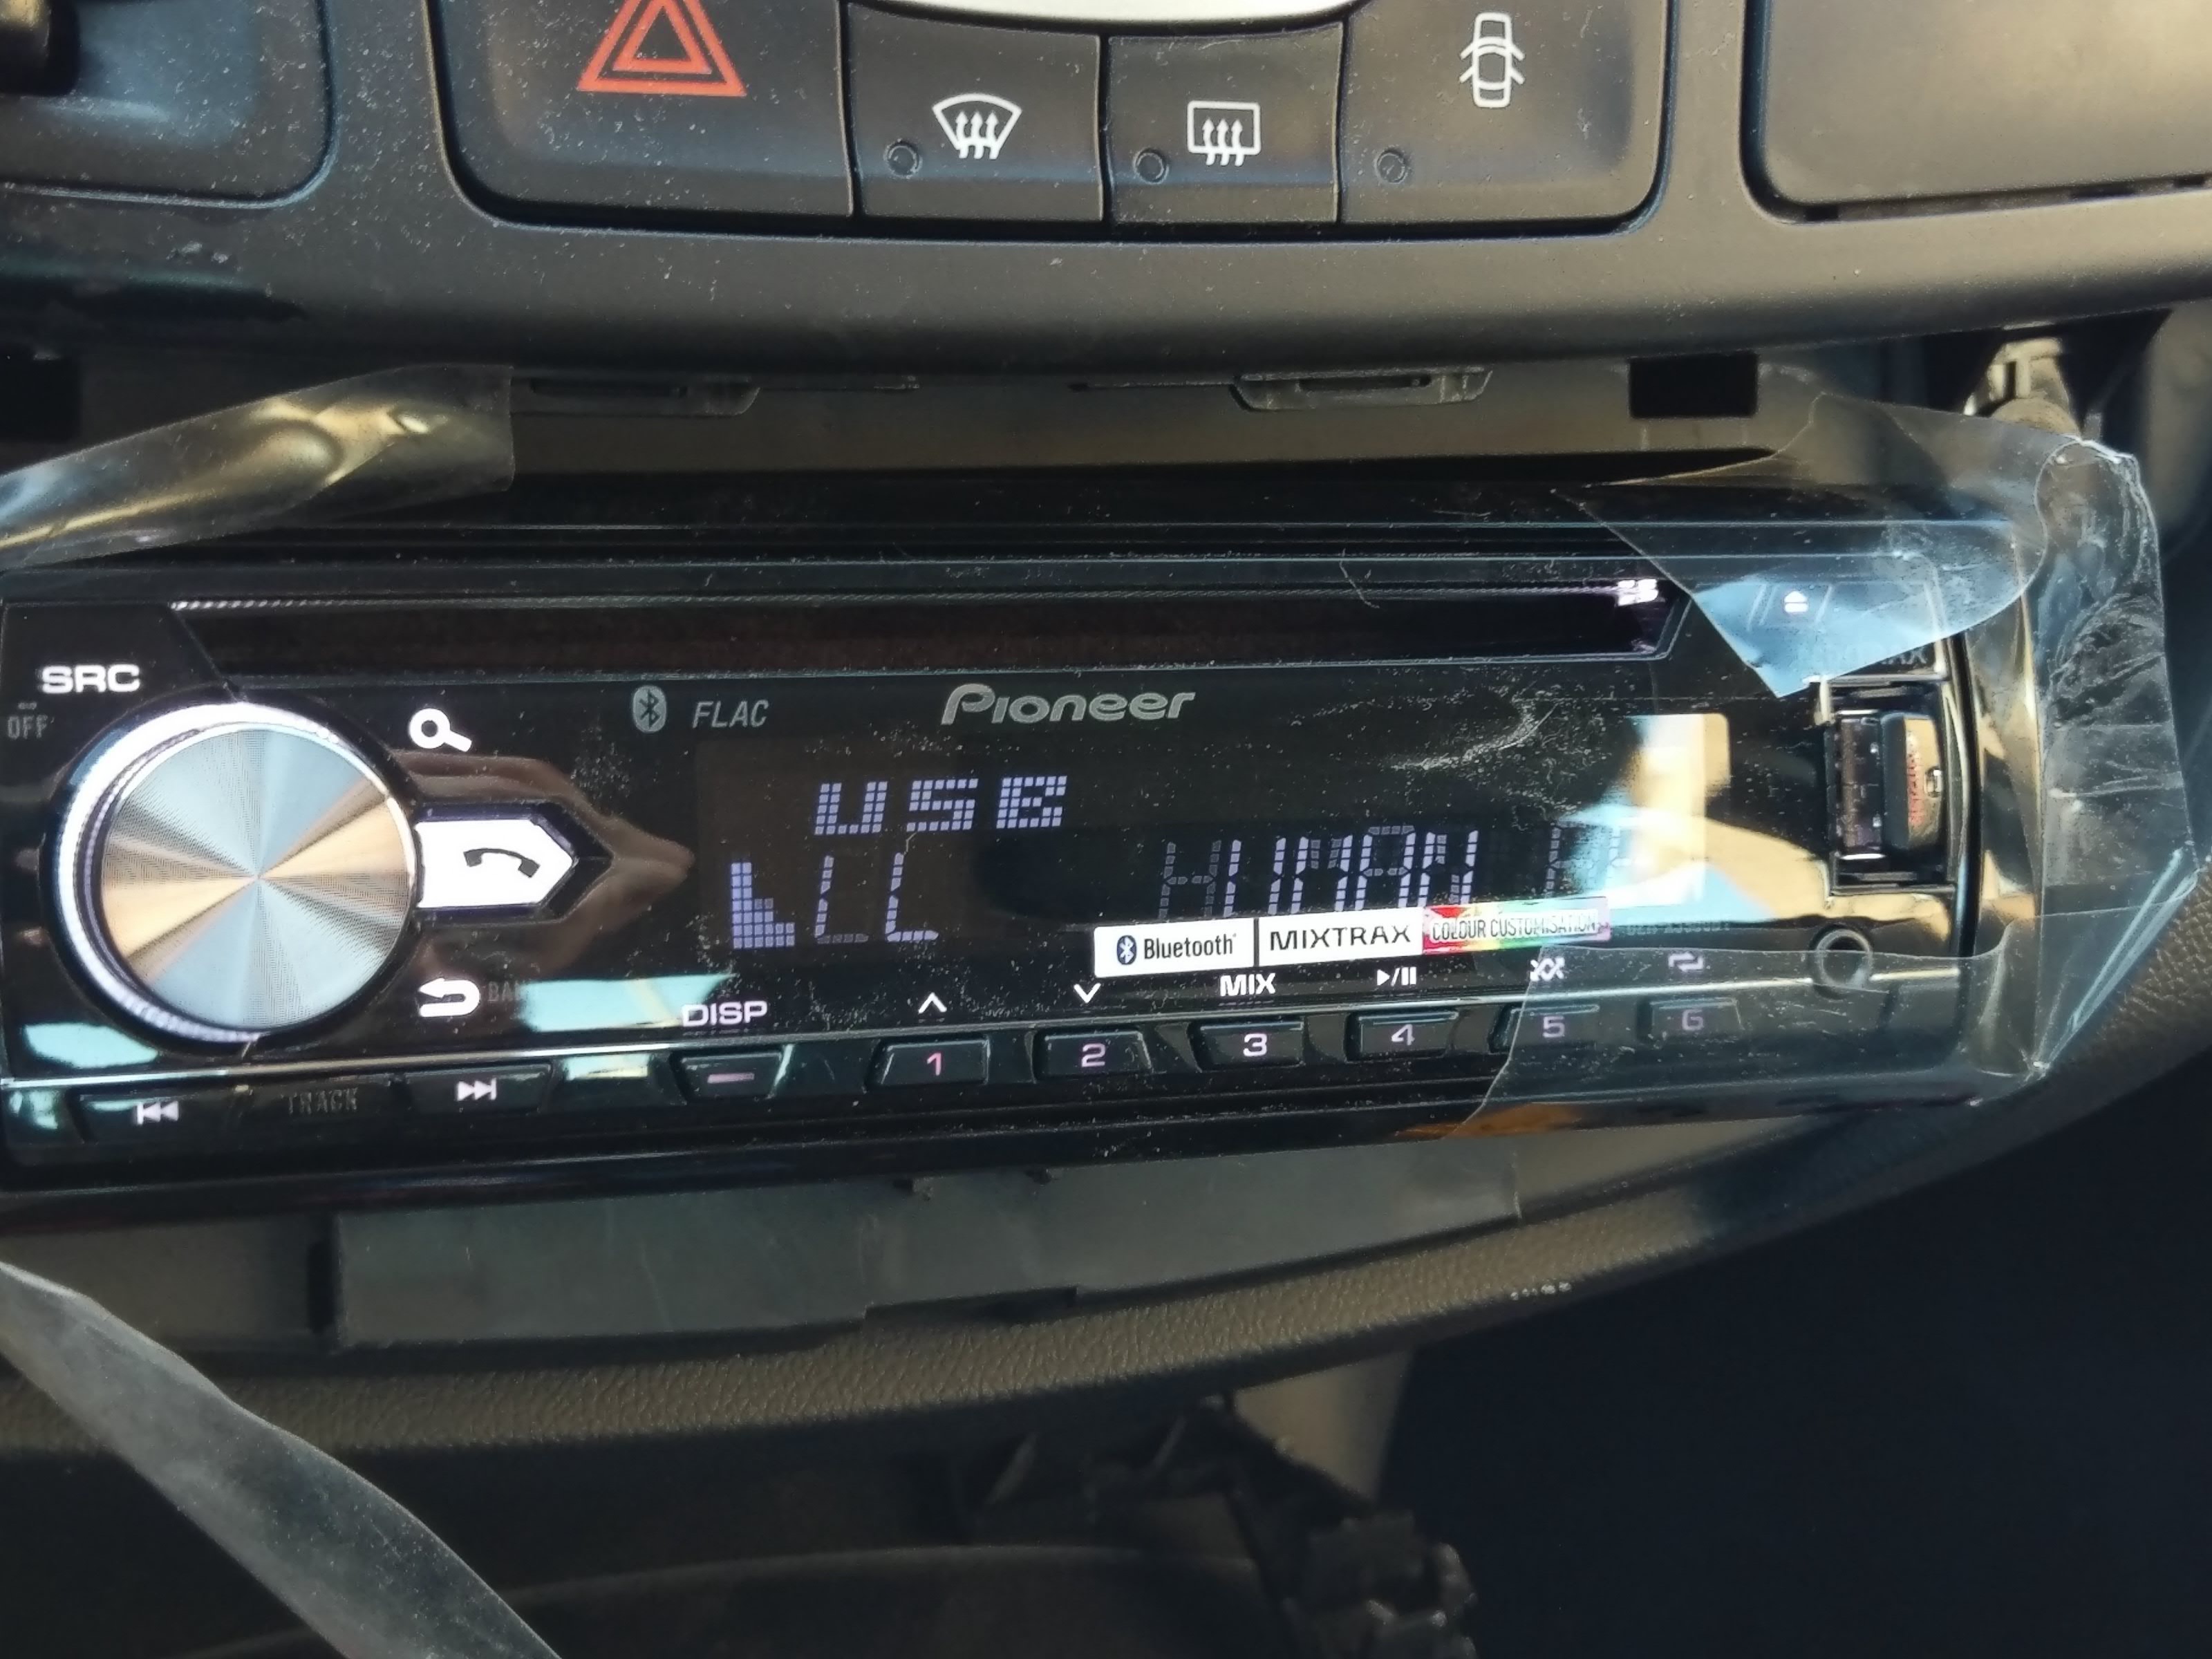 SRC
OFF
FLAC
Pioneer
USB
HUMAN
Bluetooth
MIXTRAX
COLOUR CUSTOMISATION
BAN
DISP
MIX
TRACK
1
2
3
4
5
6